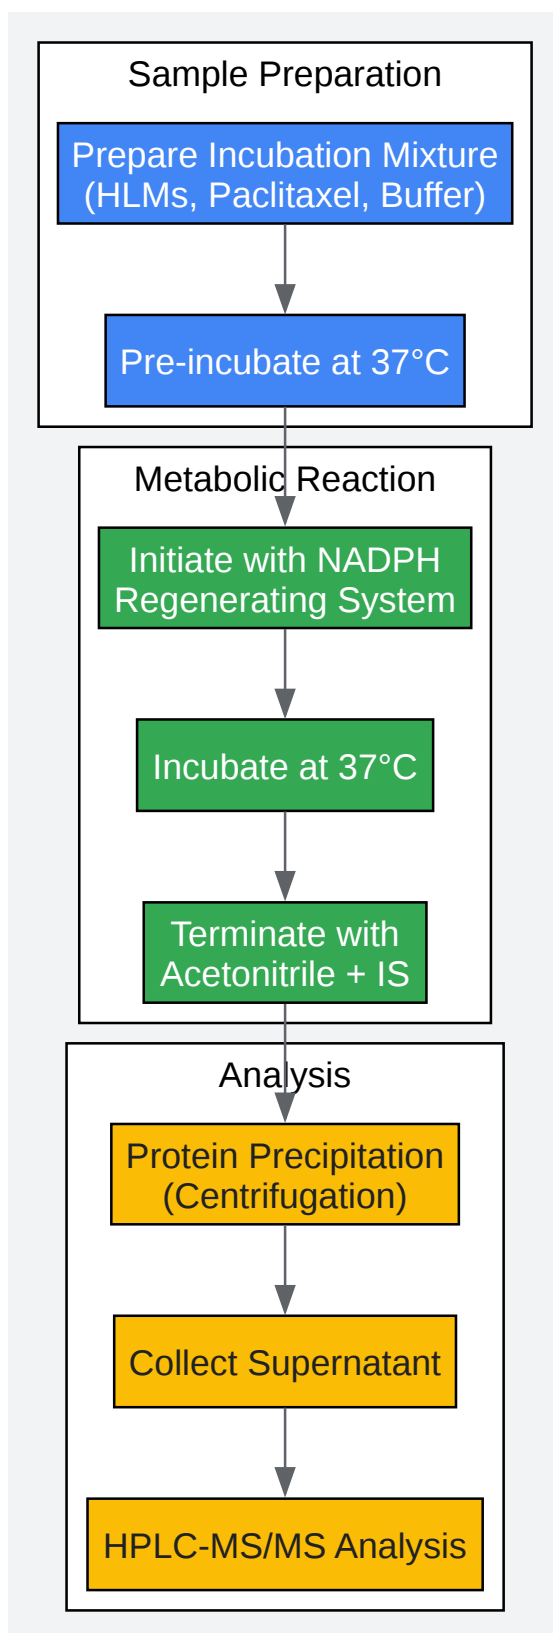 Sample Preparation
Prepare Incubation Mixture
(HLMs, Paclitaxel, Buffer)
Pre-incubate at 37°C
Metabolic Reaction
Initiate with NADPH
Regenerating System
Incubate at 37°C
Terminate with
Acetonitrile + IS
Analysis
Protein Precipitation
(Centrifugation)
Collect Supernatant
HPLC-MS/MS Analysis